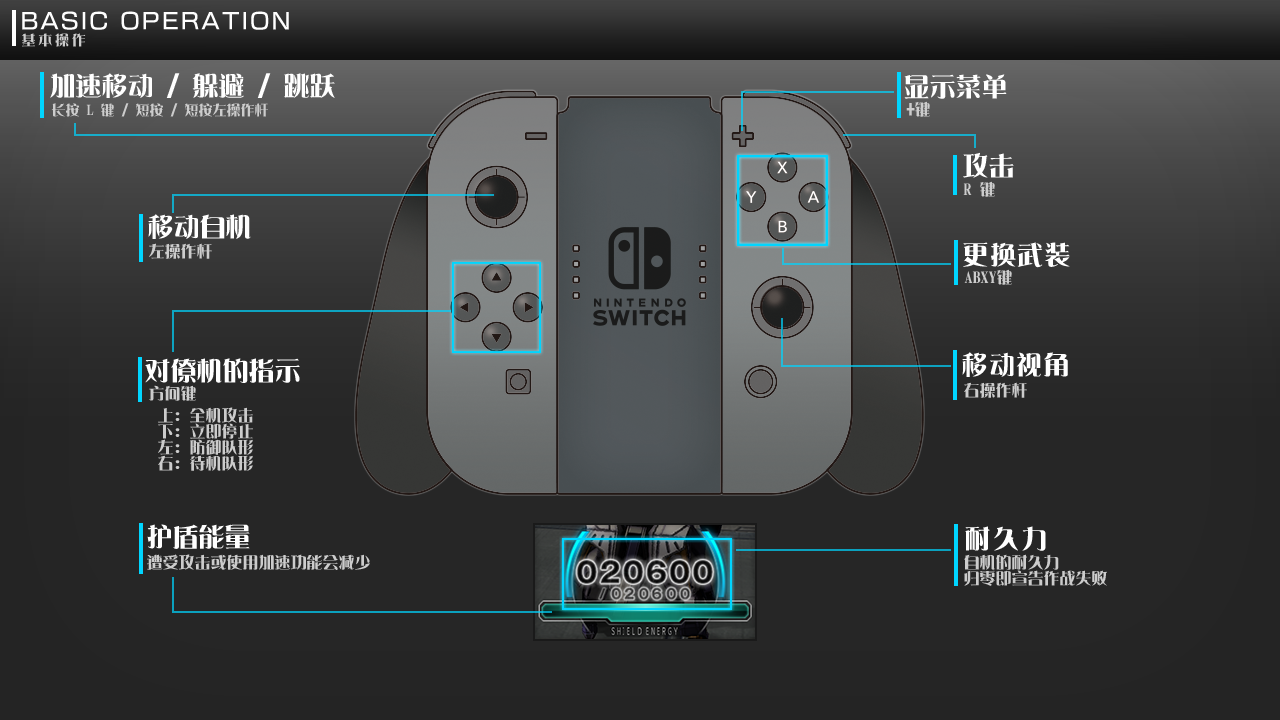 BASIC OPERATION
基本操作
加速移动 / 躲避 / 跳跃
长按 L 键 / 短按 / 短按左操作杆
显示菜单
+键
攻击
R 键
X
Y
A
B
移动自机
左操作杆
更换武装
ABXY键
NINTENDO
SWITCH
对僚机的指示
方向键
上：全机攻击
下：立即停止
左：防御队形
右：待机队形
移动视角
右操作杆
护盾能量
遭受攻击或使用加速功能会减少
020600
/020600
SHIELD ENERGY
耐久力
自机的耐久力
归零即宣告作战失败